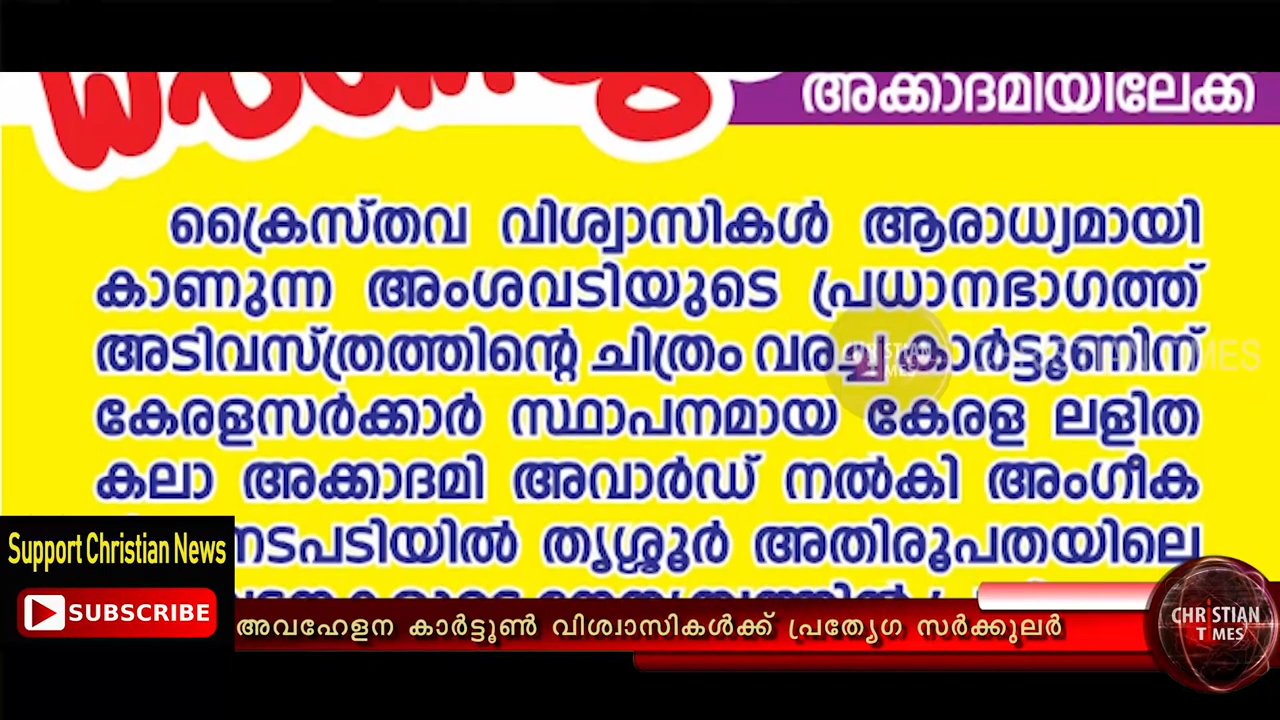 അക്കാദമിയിലേക്ക
ക്രൈസ്തവ വിശ്വാസികൾ ആരാധ്യമായി
കാണുന്ന അംശവടിയുടെ പ്രധാനഭാഗത്ത്
അടിവസ്ത്രത്തിന്റെ ചിത്രം വരച്ച കാർട്ടൂണിന്
CHRISTIAN TIMES
കേരളസർക്കാർ സ്ഥാപനമായ കേരള ലളിത
കലാ അക്കാദമി അവാർഡ് നൽകി അംഗീക
നടപടിയിൽ തൃശ്ശൂർ അതിരൂപതയിലെ
Support Christian News
SUBSCRIBE
അവഹേളന കാർട്ടൂൺ വിശ്വാസികൾക്ക് പ്രത്യേഗ സർക്കുലർ
CHRISTIAN
TIMES